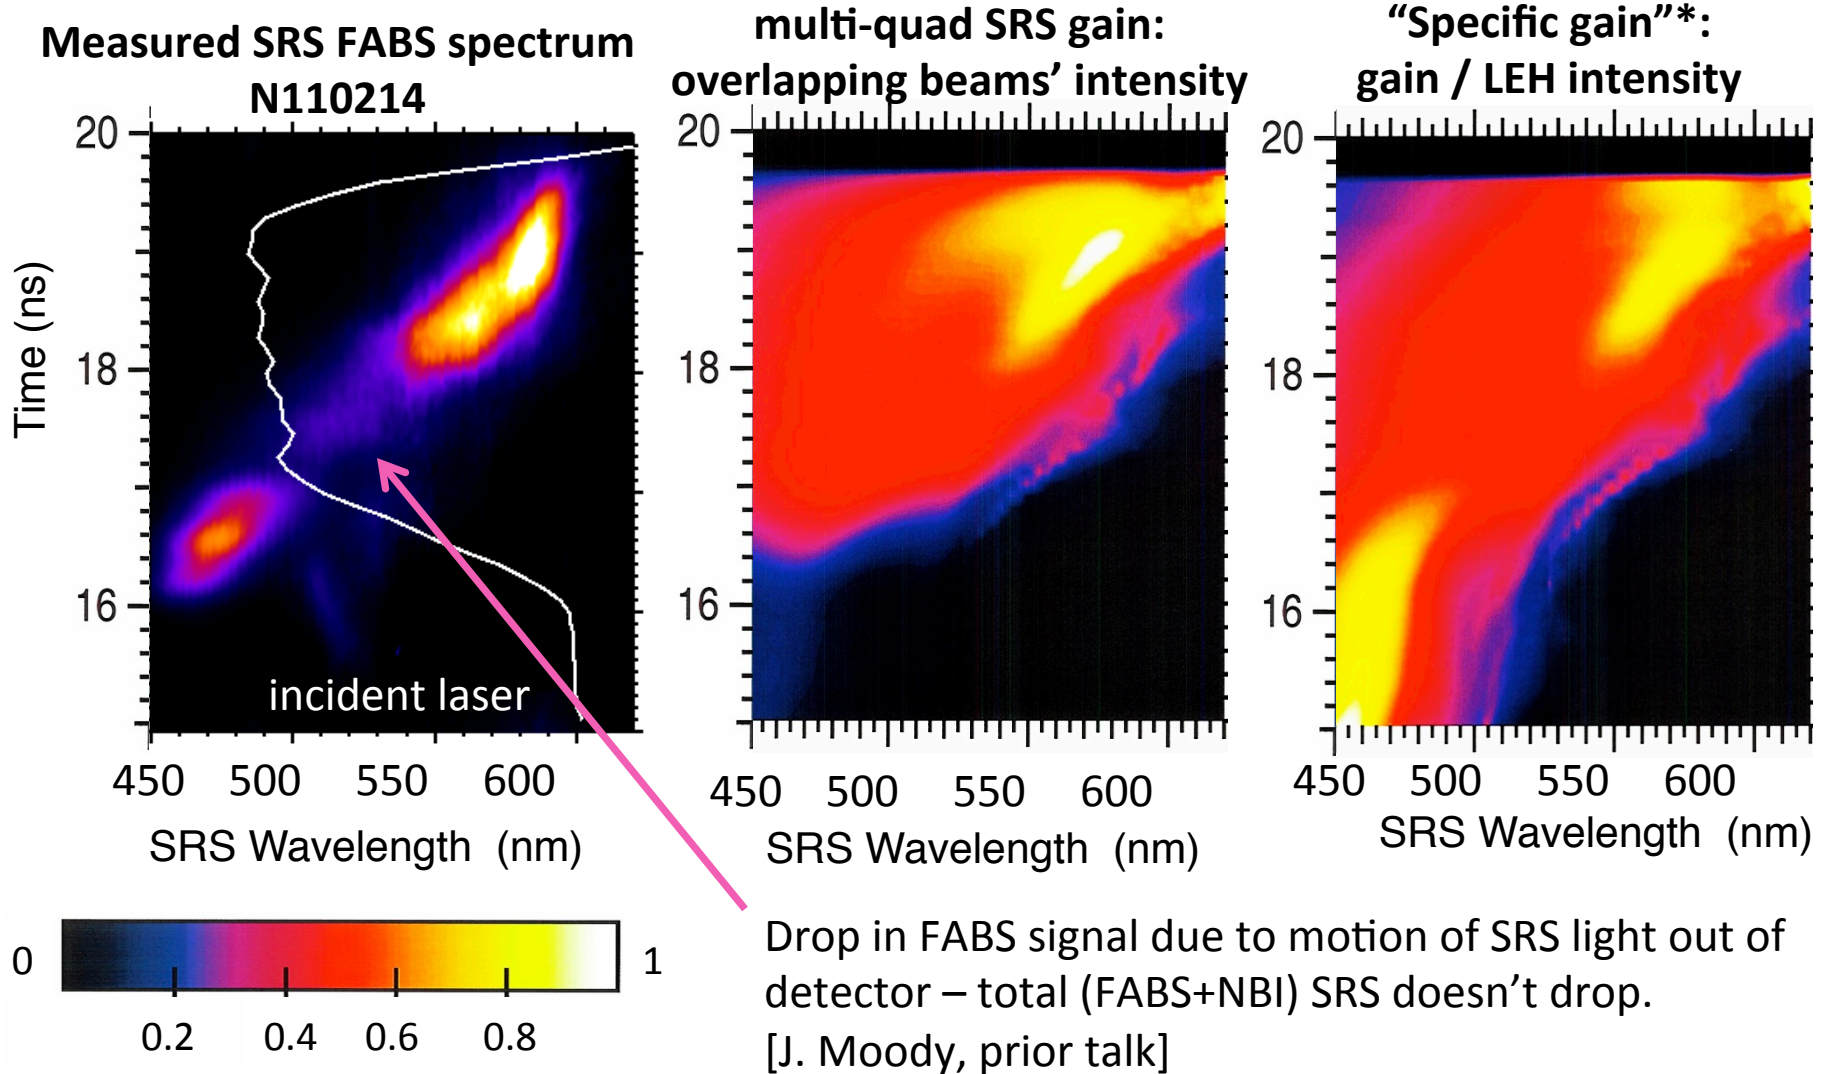 Measured SRS FABS spectrum
N110214
multi-quad SRS gain:
overlapping beams’ intensity
“Specific gain”*:
gain / LEH intensity
Time (ns)
20
18
16
incident laser
450 500 550 600
SRS Wavelength (nm)
20
18
16
450 500 550 600
SRS Wavelength (nm)
20
18
16
450 500 550 600
SRS Wavelength (nm)
0
1
0.2 0.4 0.6 0.8
Drop in FABS signal due to motion of SRS light out of
detector – total (FABS+NBI) SRS doesn’t drop.
[J. Moody, prior talk]